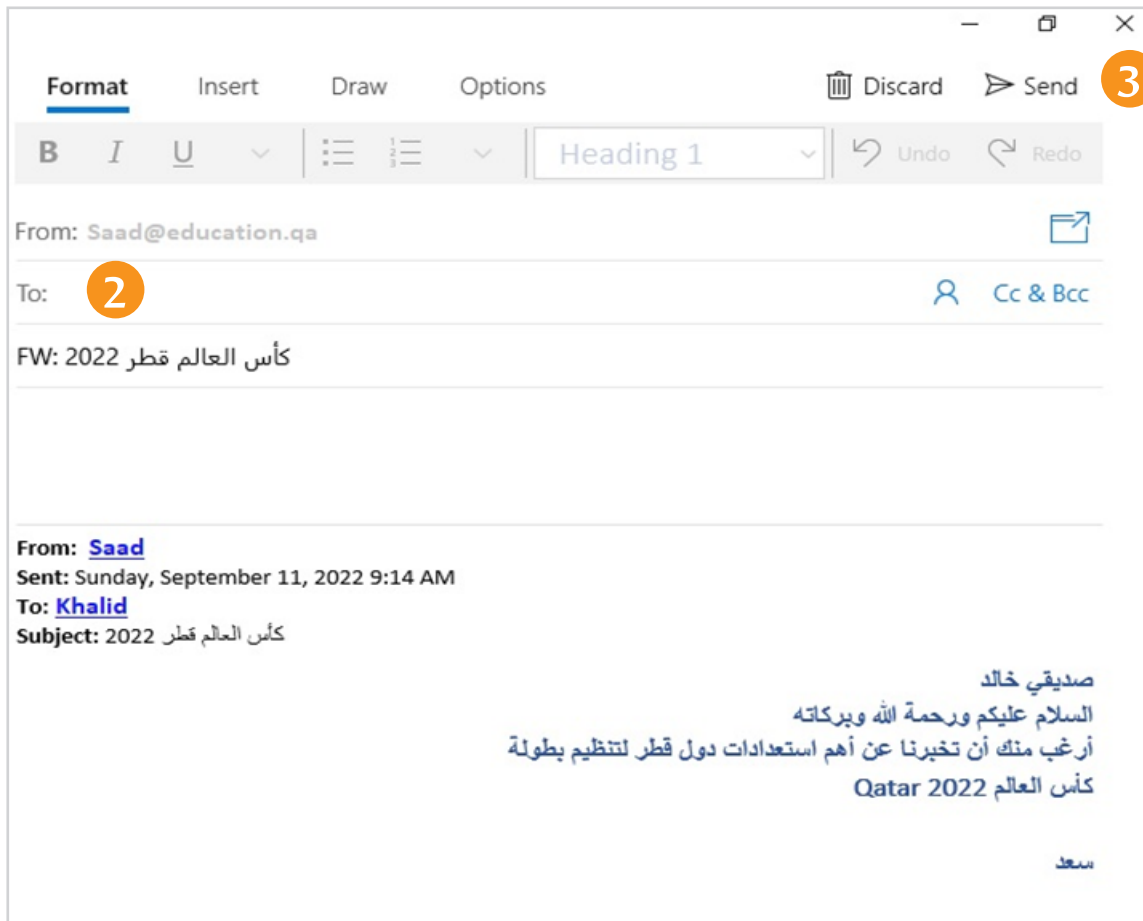 Format Insert Draw Options Discard Send 3
B I U Heading 1 Undo Redo
From: Saad@education.qa
To: 2 Cc & Bcc
FW: كأس العالم قطر 2022
From: Saad
Sent: Sunday, September 11, 2022 9:14 AM
To: Khalid
Subject: كأس العالم قطر 2022
صديقي خالد
السلام عليكم ورحمة الله وبركاته
أرغب منك أن تخبرنا عن أهم استعدادات دول قطر لتنظيم بطولة
كأس العالم Qatar 2022
سعد